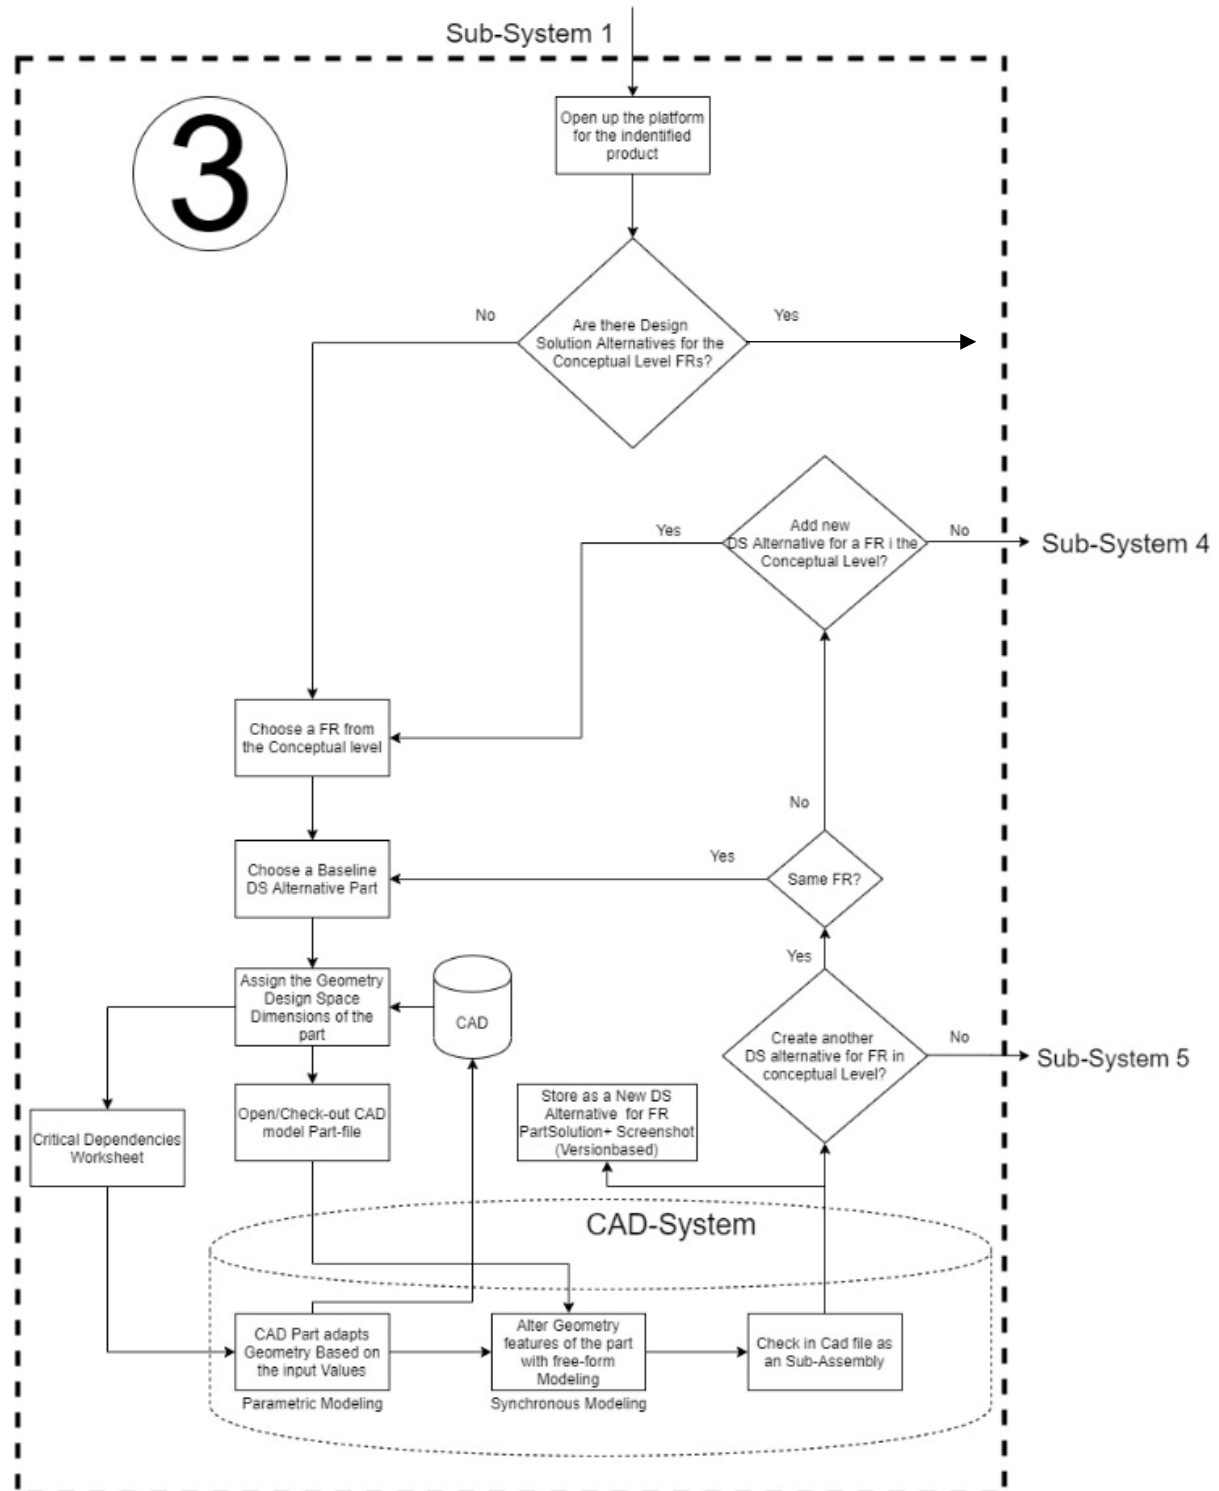 Sub-System 1
3
Open up the platform
for the indentified
product
No
Yes
Are there Design
Solution Alternatives for the
Conceptual Level FRs?
Yes
Add new
DS Alternative for a FR i the
Conceptual Level?
No
Sub-System 4
Choose a FR from
the Conceptual level
No
Choose a Baseline
DS Alternative Part
Yes
Same FR?
Yes
Assign the Geometry
Design Space
Dimensions of the
part
CAD
Create another
DS alternative for FR in
conceptual Level?
No
Sub-System 5
Critical Dependencies
Worksheet
Open/Check-out CAD
model Part-file
Store as a New DS
Alternative for FR
PartSolution+ Screenshot
(Versionbased)
CAD-System
CAD Part adapts
Geometry Based on
the input Values
Parametric Modeling
Alter Geometry
features of the part
with free-form
Modeling
Synchronous Modeling
Check in Cad file as
an Sub-Assembly